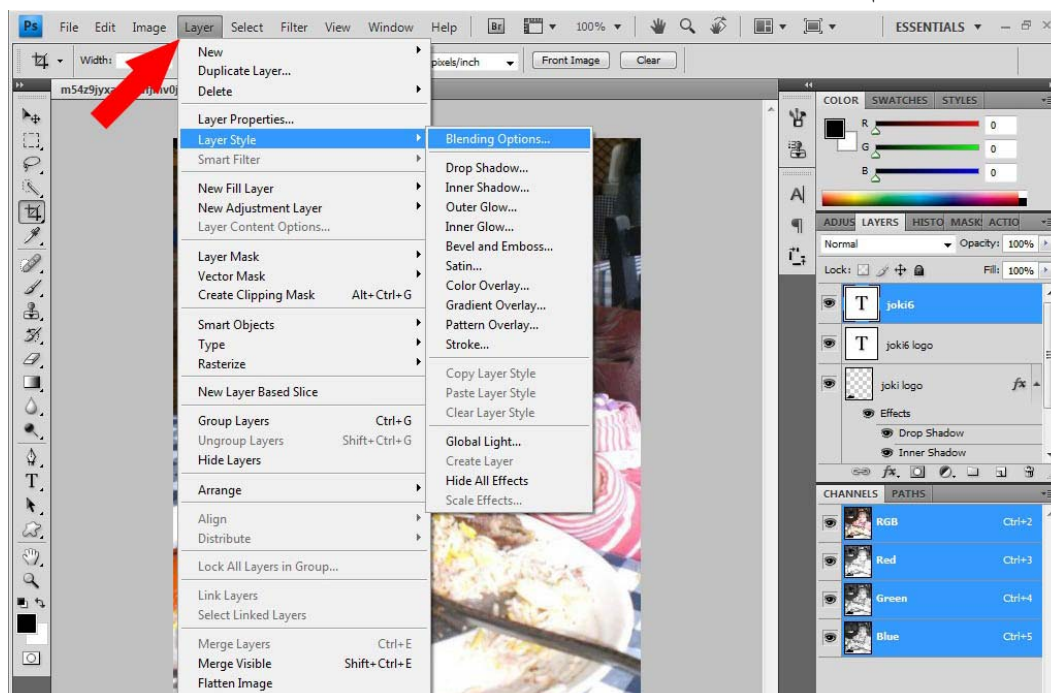 Ps File Edit Image Layer Select Filter View Window Help Br 100% ESSENTIALS
Width: pixels/inch Front Image Clear
New
Duplicate Layer...
Delete
Layer Properties...
Layer Style
Smart Filter
New Fill Layer
New Adjustment Layer
Layer Content Options...
Layer Mask
Vector Mask
Create Clipping Mask Alt+Ctrl+G
Smart Objects
Type
Rasterize
New Layer Based Slice
Group Layers Ctrl+G
Ungroup Layers Shift+Ctrl+G
Hide Layers
Arrange
Align
Distribute
Lock All Layers in Group...
Link Layers
Select Linked Layers
Merge Layers Ctrl+E
Merge Visible Shift+Ctrl+E
Flatten Image
Blending Options...
Drop Shadow...
Inner Shadow...
Outer Glow...
Inner Glow...
Bevel and Emboss...
Satin...
Color Overlay...
Gradient Overlay...
Pattern Overlay...
Stroke...
Copy Layer Style
Paste Layer Style
Clear Layer Style
Global Light...
Create Layer
Hide All Effects
Scale Effects...
COLOR SWATCHES STYLES
R 0
G 0
B 0
ADJUS LAYERS HISTO MASK: ACTIO
Normal Opacity: 100%
Lock: Fill: 100%
T joki6
T joki6 logo
joki logo fx
Effects
Drop Shadow
Inner Shadow
fx.
CHANNELS PATHS
RGB Ctrl+2
Red Ctrl+3
Green Ctrl+4
Blue Ctrl+5